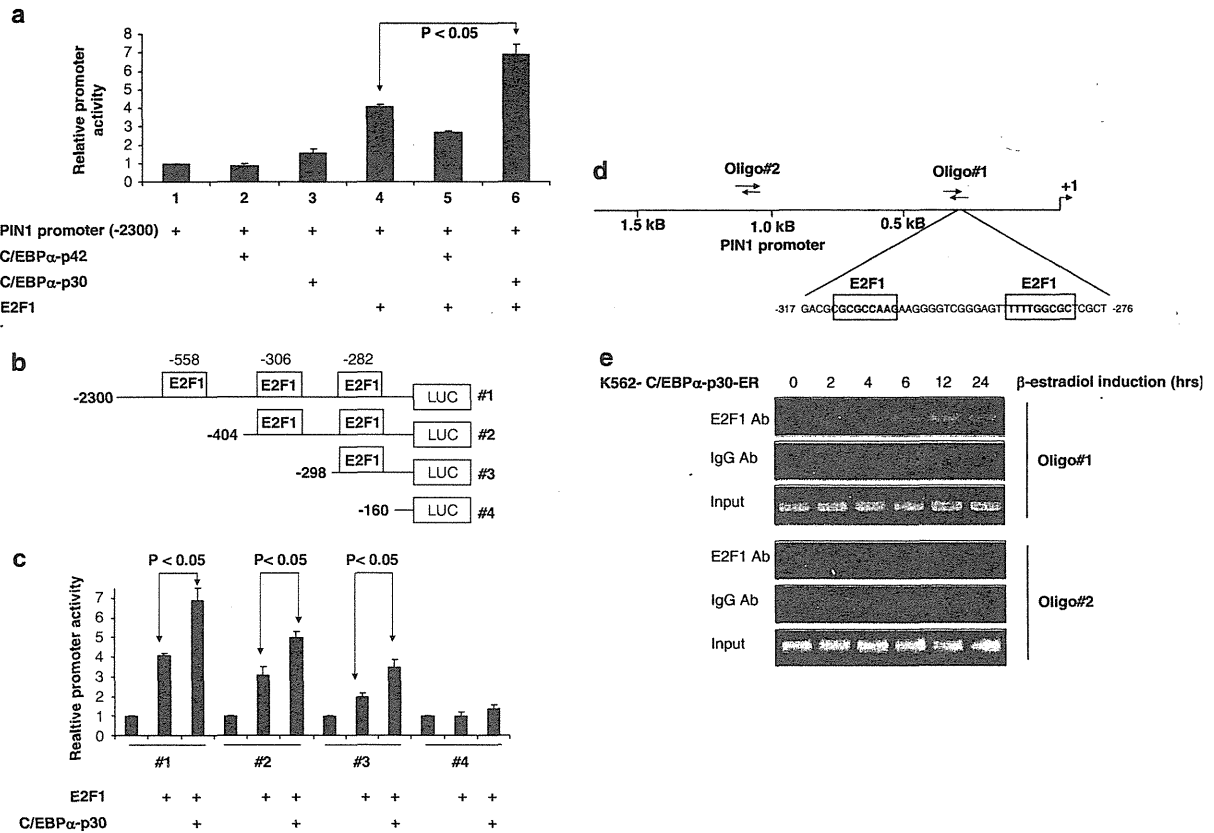 a
Relative promoter activity
8
7
6
5
4
3
2
1
0
P < 0.05
1 2 3 4 5 6
PIN1 promoter (-2300) + + + + + +
C/EBPα-p42 + +
C/EBPα-p30 + +
E2F1 + + +
b
-558 -306 -282
-2300 E2F1 E2F1 E2F1 LUC #1
-404 E2F1 E2F1 LUC #2
-298 E2F1 LUC #3
-160 LUC #4
c
Realtive promoter activity
7
6
5
4
3
2
1
0
P < 0.05 P < 0.05 P < 0.05
#1 #2 #3 #4
E2F1 + + + + + + + +
C/EBPα-p30 + + + +
d
Oligo#2 Oligo#1 +1
1.5 kB 1.0 kB 0.5 kB
PIN1 promoter
E2F1 E2F1
-317 GACGCGCGCCAAGAAGGGGTCGGGAGTTTTTGGCGCTCGCT -276
e
K562- C/EBPα-p30-ER 0 2 4 6 12 24 β-estradiol induction (hrs)
E2F1 Ab
IgG Ab
Input
Oligo#1
E2F1 Ab
IgG Ab
Input
Oligo#2